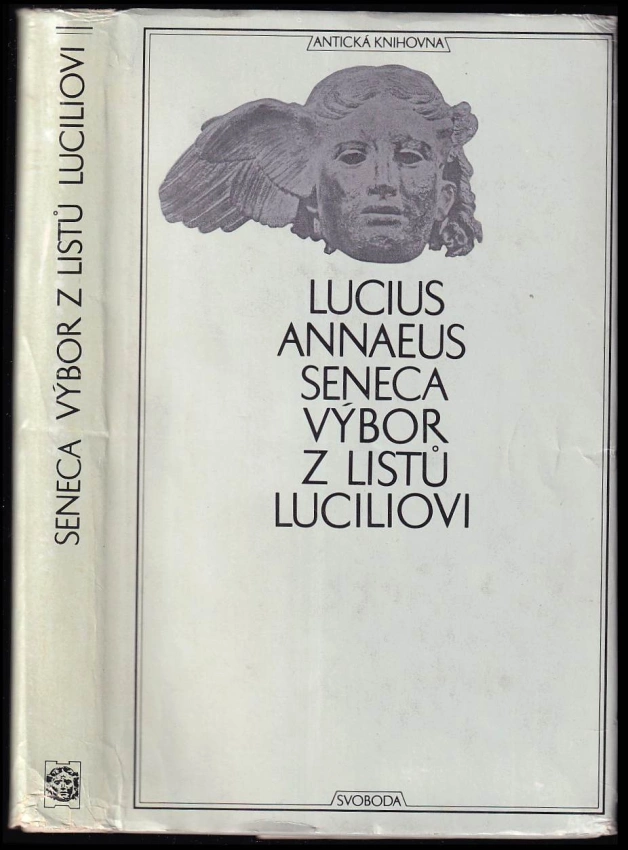 SENECA VÝBOR Z LISTŮ LUCILIOVI
ANTICKÁ KNIHOVNA
LUCIUS
ANNAEUS
SENECA
VÝBOR
Z LISTŮ
LUCILIOVI
SVOBODA